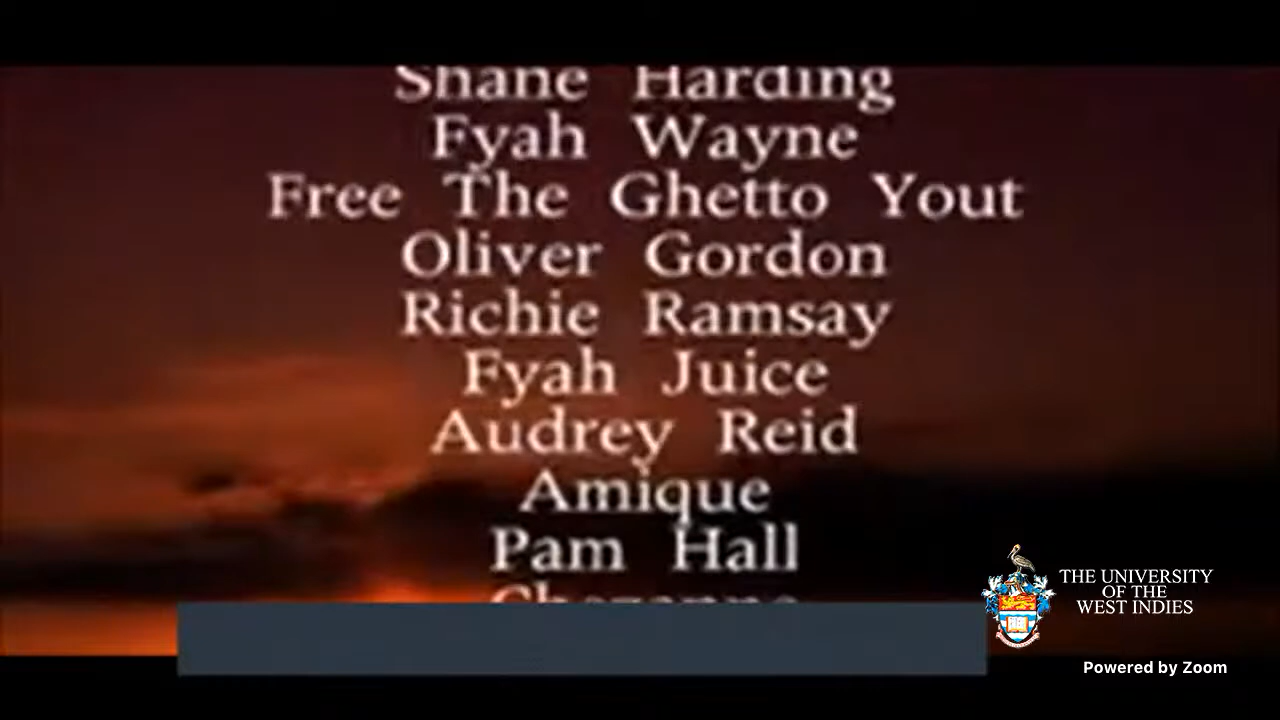 Shane Harding
Fyah Wayne
Free The Ghetto Yout
Oliver Gordon
Richie Ramsay
Fyah Juice
Audrey Reid
Amique
Pam Hall
THE UNIVERSITY
OF THE
WEST INDIES
Powered by Zoom